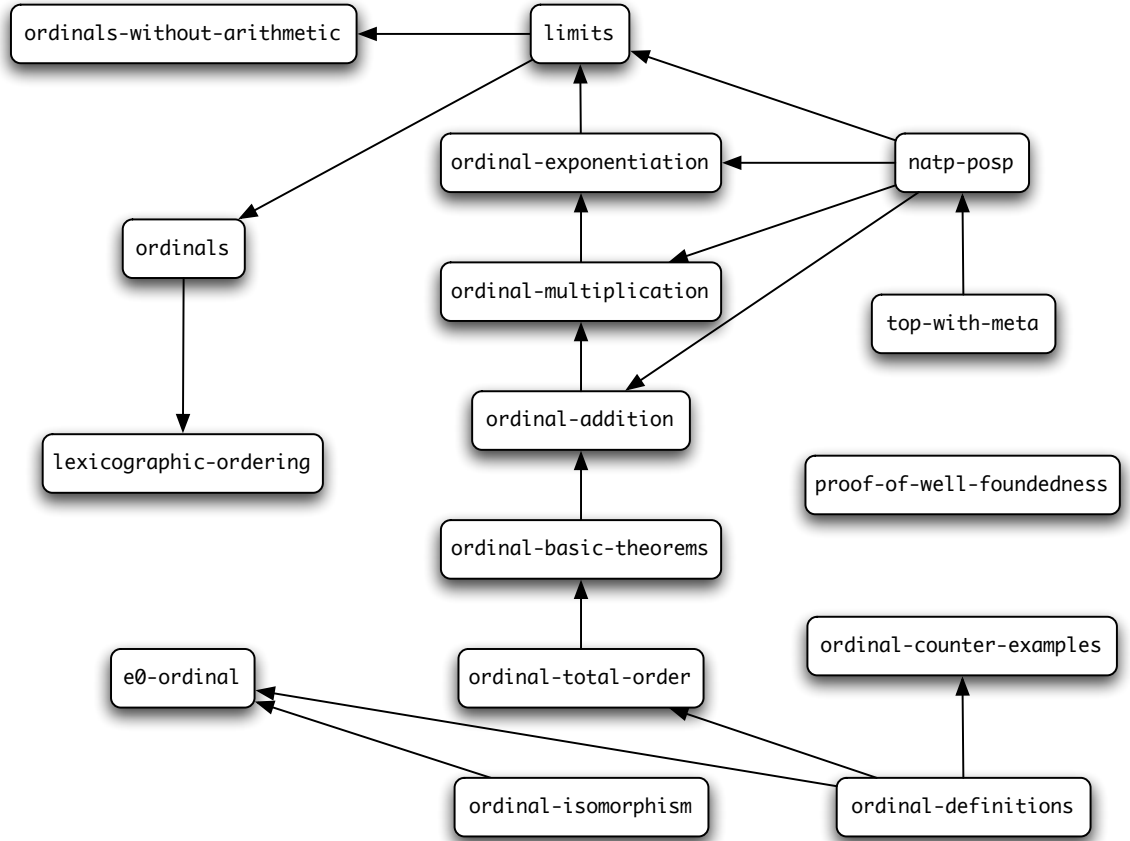 ordinals-without-arithmetic
limits
ordinal-exponentiation
natp-posp
ordinals
ordinal-multiplication
top-with-meta
ordinal-addition
lexicographic-ordering
proof-of-well-foundedness
ordinal-basic-theorems
ordinal-counter-examples
e0-ordinal
ordinal-total-order
ordinal-isomorphism
ordinal-definitions